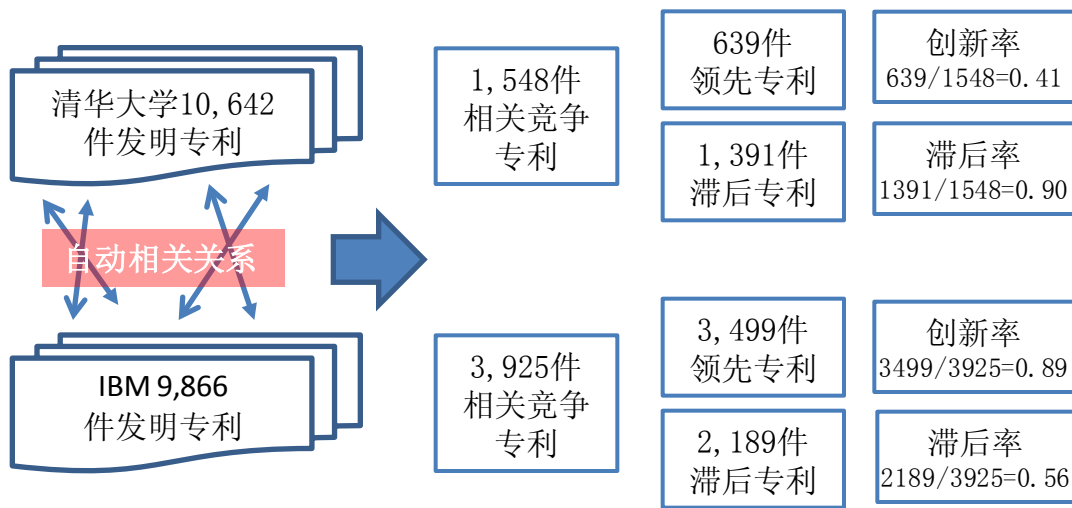 清华大学10,642
件发明专利
自动相关关系
IBM 9,866
件发明专利
1,548件
相关竞争
专利
639件
领先专利
创新率
639/1548=0.41
1,391件
滞后专利
滞后率
1391/1548=0.90
3,925件
相关竞争
专利
3,499件
领先专利
创新率
3499/3925=0.89
2,189件
滞后专利
滞后率
2189/3925=0.56